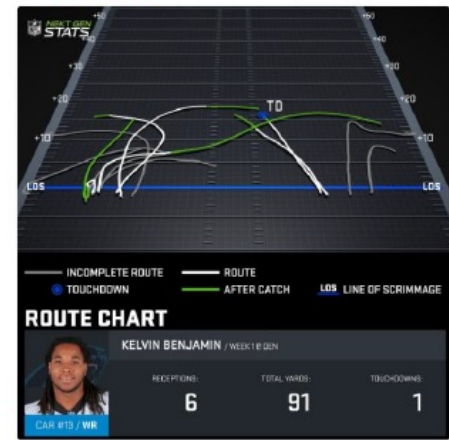 NFL NEXT GEN STATS
+50 +50
+30 +30
+20 +20
TD
+10 +10
LOS LOS
INCOMPLETE ROUTE ROUTE
TOUCHDOWN AFTER CATCH LOS LINE OF SCRIMMAGE
ROUTE CHART
KELVIN BENJAMIN / WEEK 1 @ DEN
RECEPTIONS: TOTAL YARDS: TOUCHDOWNS:
6 91 1
CAR #13 / WR